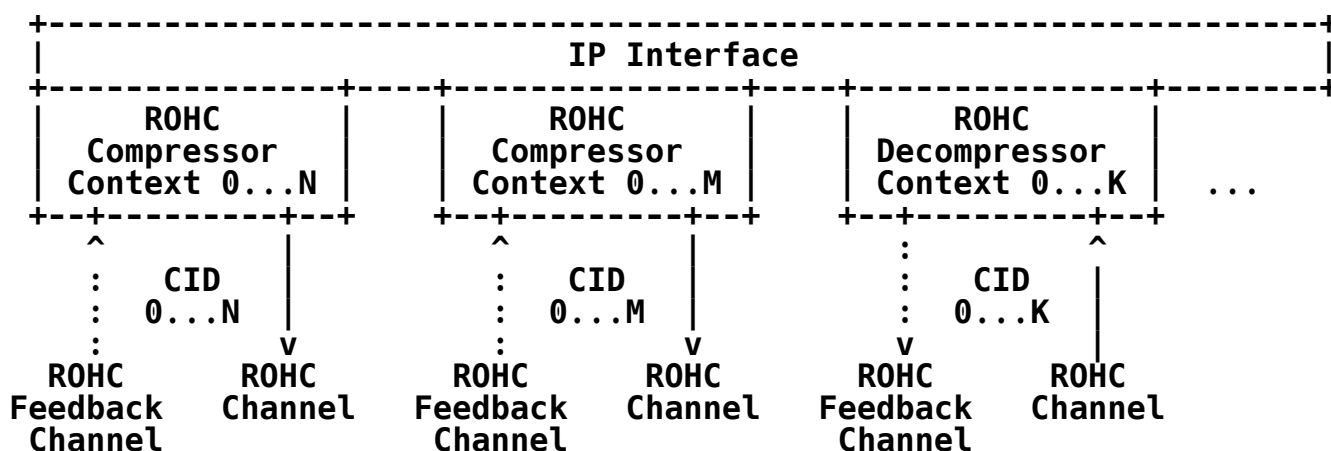 IP Interface
ROHC ROHC ROHC
Compressor Compressor Decompressor
Context 0...N Context 0...M Context 0...K ...
CID CID CID
0...N 0...M 0...K
ROHC ROHC ROHC ROHC ROHC ROHC
Feedback Channel Feedback Channel Feedback Channel
Channel Channel Channel